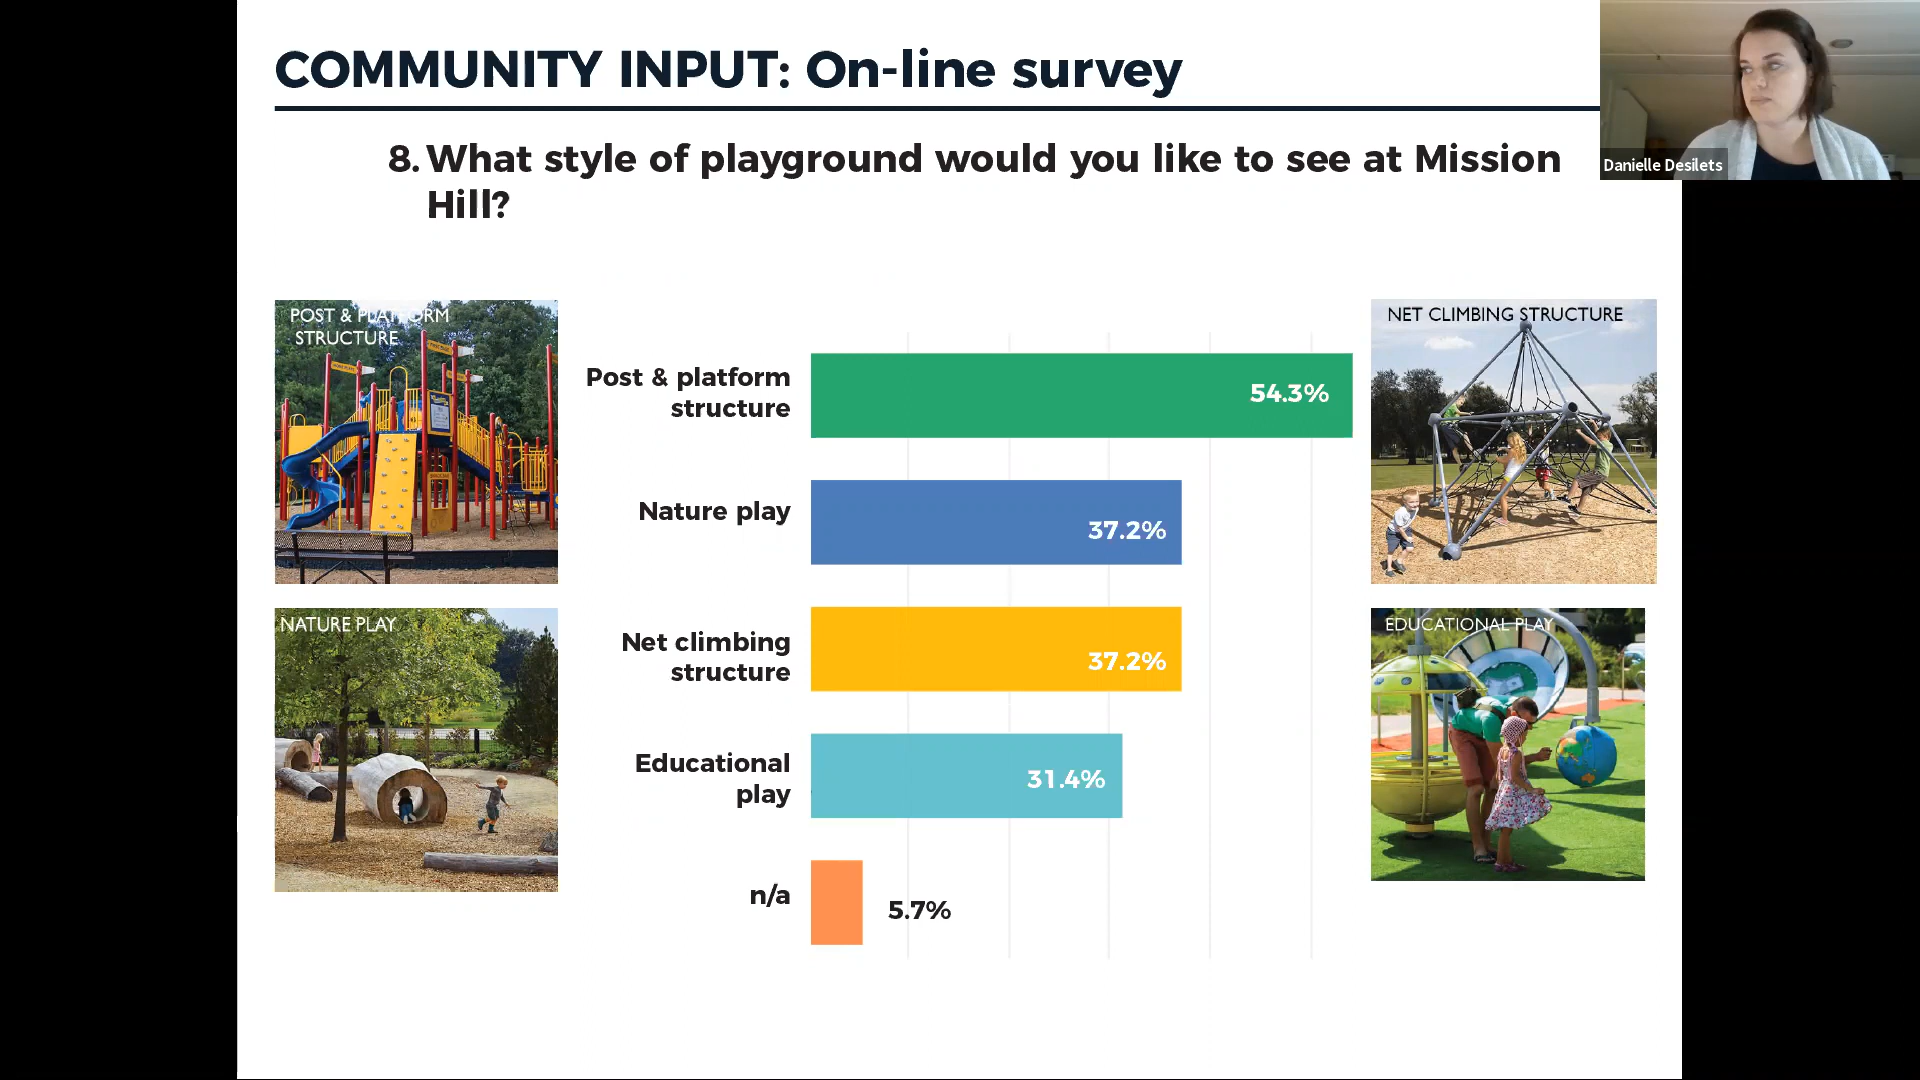 COMMUNITY INPUT: On-line survey
Danielle Desilets
8. What style of playground would you like to see at Mission
Hill?
POST & PLATFORM
STRUCTURE
NET CLIMBING STRUCTURE
Post & platform
structure
54.3%
Nature play
37.2%
NATURE PLAY
EDUCATIONAL PLAY
Net climbing
structure
37.2%
Educational
play
31.4%
n/a
5.7%